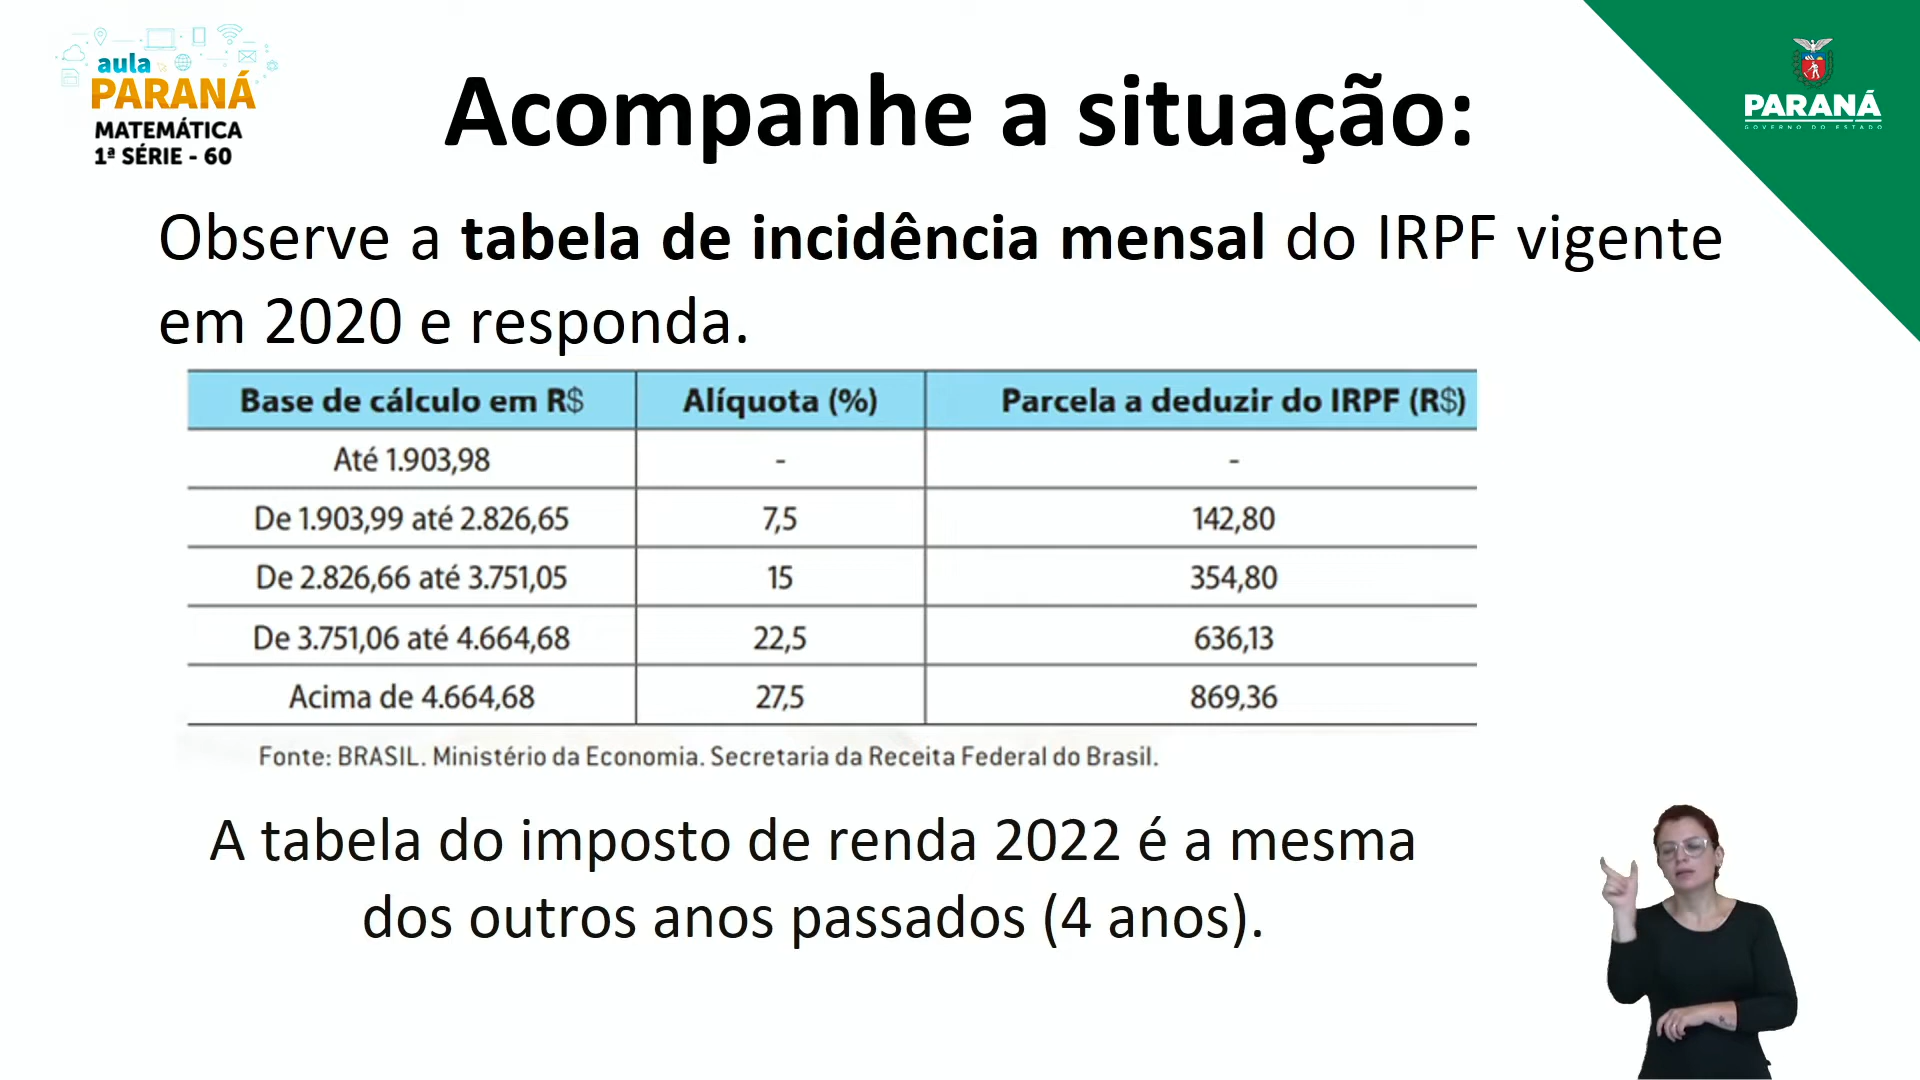 aula
PARANÁ
MATEMÁTICA
1ª SÉRIE - 60
Acompanhe a situação:
PARANÁ
GOVERNO DO ESTADO
Observe a tabela de incidência mensal do IRPF vigente
em 2020 e responda.
Base de cálculo em R$ Alíquota (%) Parcela a deduzir do IRPF (R$)
Até 1.903,98 - -
De 1.903,99 até 2.826,65 7,5 142,80
De 2.826,66 até 3.751,05 15 354,80
De 3.751,06 até 4.664,68 22,5 636,13
Acima de 4.664,68 27,5 869,36
Fonte: BRASIL. Ministério da Economia. Secretaria da Receita Federal do Brasil.
A tabela do imposto de renda 2022 é a mesma
dos outros anos passados (4 anos).